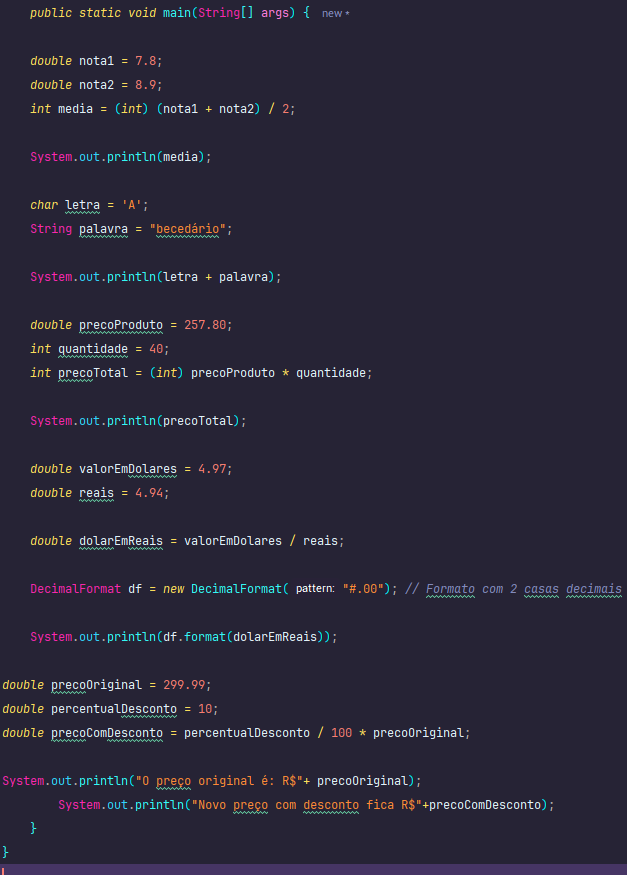 public static void main(String[] args) { new *
double nota1 = 7.8;
double nota2 = 8.9;
int media = (int) (nota1 + nota2) / 2;
System.out.println(media);
char letra = 'A';
String palavra = "becedário";
System.out.println(letra + palavra);
double precoProduto = 257.80;
int quantidade = 40;
int precoTotal = (int) precoProduto * quantidade;
System.out.println(precoTotal);
double valorEmDolares = 4.97;
double reais = 4.94;
double dolarEmReais = valorEmDolares / reais;
DecimalFormat df = new DecimalFormat( pattern: "#.00"); // Formato com 2 casas decimais
System.out.println(df.format(dolarEmReais));
double precoOriginal = 299.99;
double percentualDesconto = 10;
double precoComDesconto = percentualDesconto / 100 * precoOriginal;
System.out.println("O preço original é: R$"+ precoOriginal);
System.out.println("Novo preço com desconto fica R$"+precoComDesconto);
}
}